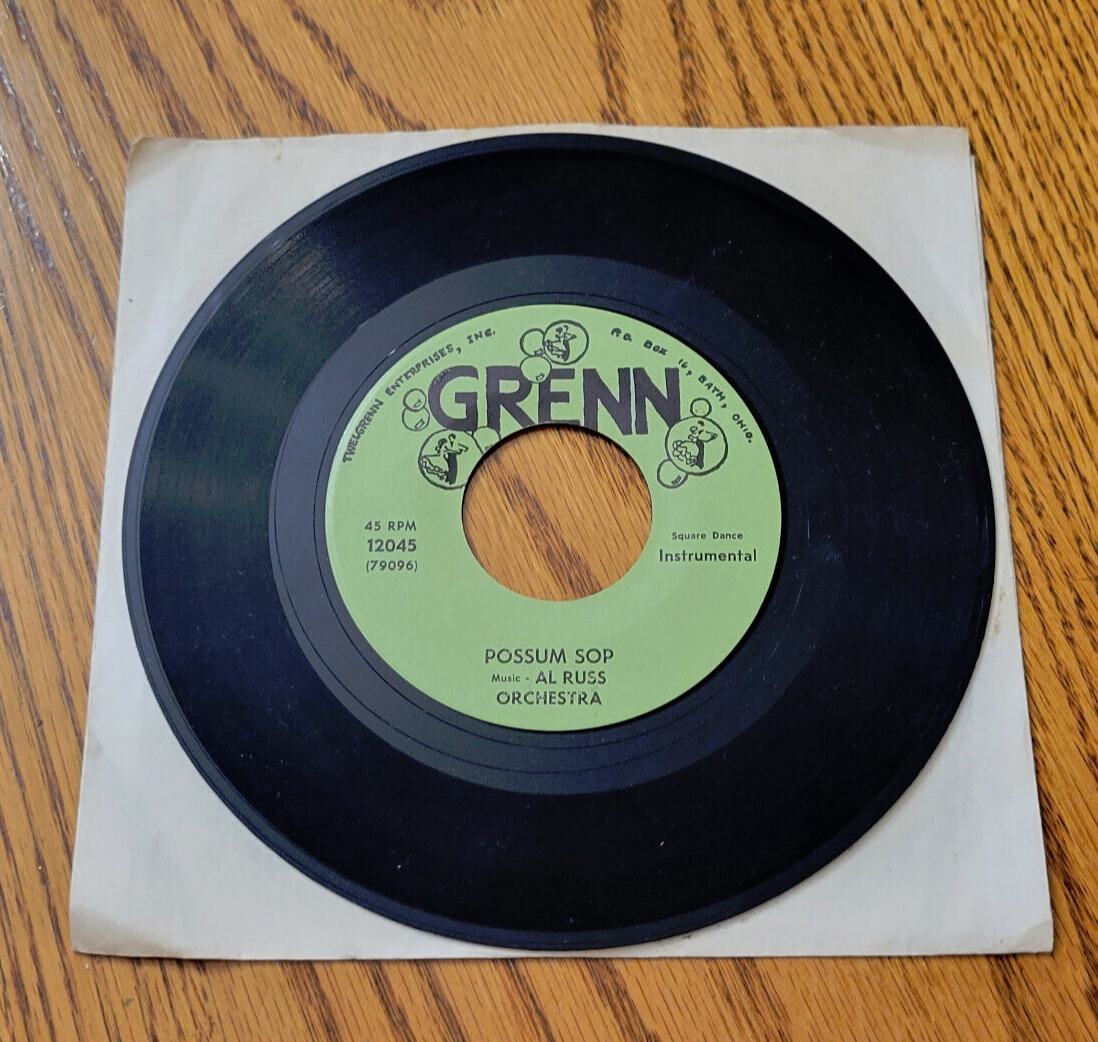 TWELGRENN ENTERPRISES, INC.
P.O. BOX 16, BATH, OHIO.
GRENN
45 RPM
12045
(79096)
Square Dance
Instrumental
POSSUM SOP
Music - AL RUSS
ORCHESTRA